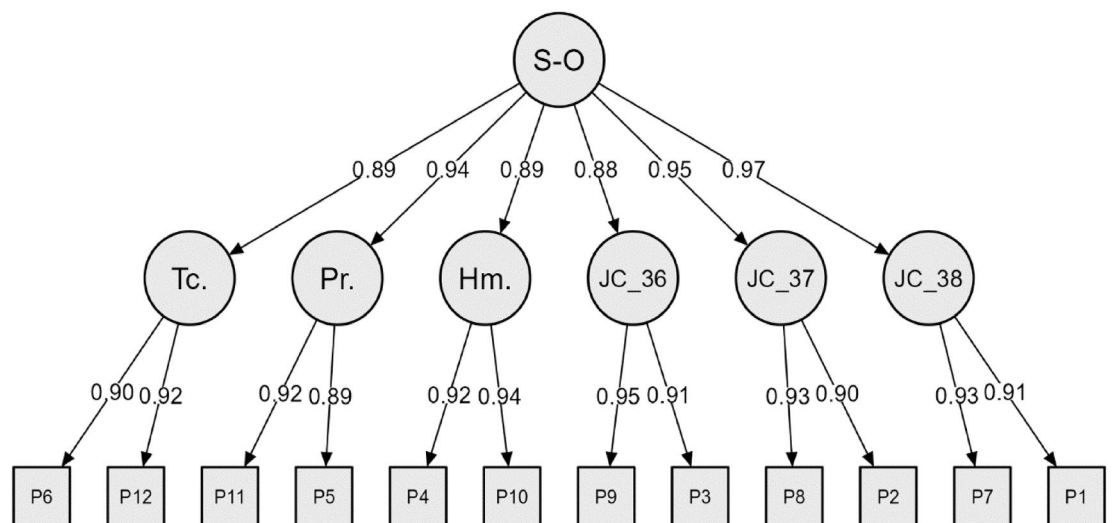 S-O
0.89 0.94 0.89 0.88 0.95 0.97
Tc. Pr. Hm. JC_36 JC_37 JC_38
0.90 0.92 0.92 0.89 0.92 0.94 0.95 0.91 0.93 0.90 0.93 0.91
P6 P12 P11 P5 P4 P10 P9 P3 P8 P2 P7 P1